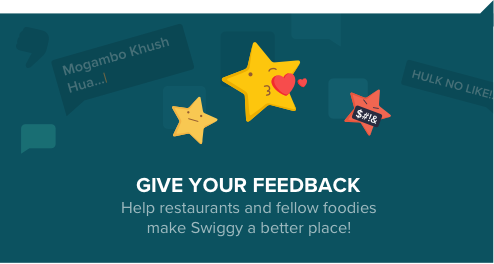 Mogambo Khush
Hua...!
HULK NO LIKE!
$#!&
GIVE YOUR FEEDBACK
Help restaurants and fellow foodies
make Swiggy a better place!